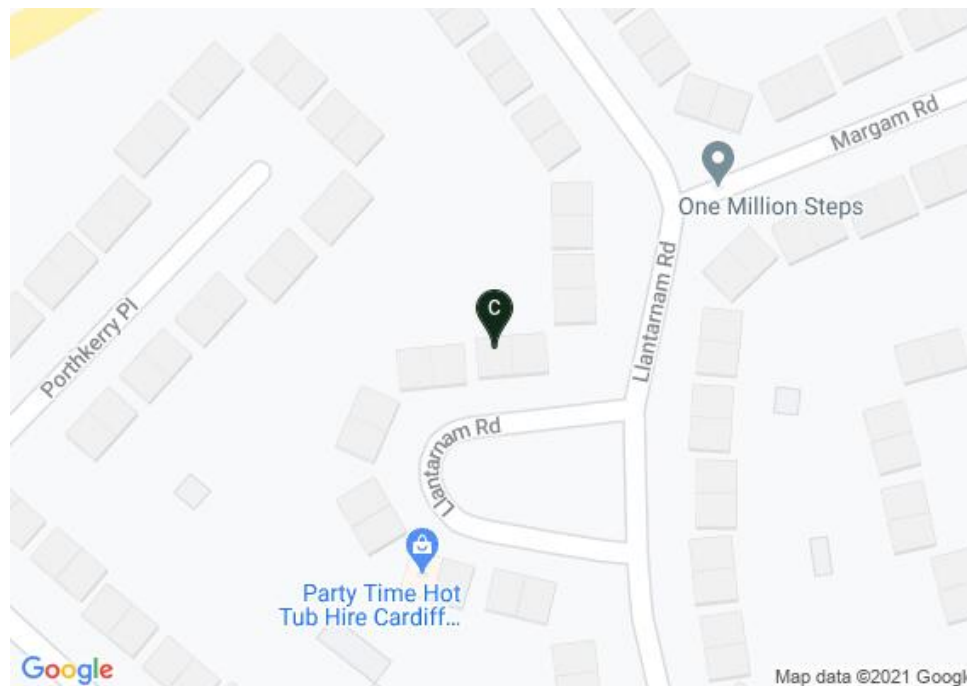 Margam Rd
One Million Steps
Llantarnam Rd
C
Porthkerry Pl
Llantarnam Rd
Party Time Hot
Tub Hire Cardiff...
Google
Map data ©2021 Google